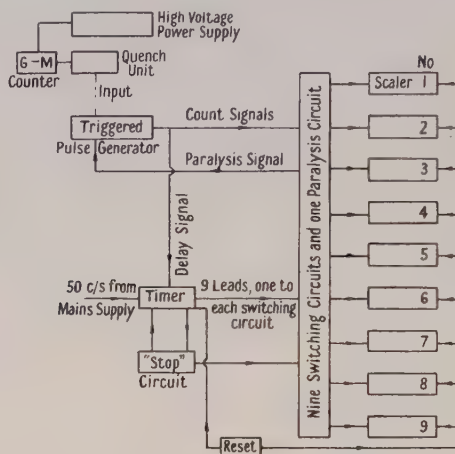 High Voltage
Power Supply
G-M
Counter
Quench
Unit
Input
Triggered
Pulse Generator
Count Signals
Paralysis Signal
Delay Signal
50 c/s from
Mains Supply
Timer
9 Leads, one to
each switching
circuit
"Stop"
Circuit
Reset
Nine Switching Circuits and one Paralysis Circuit
No
Scaler 1
2
3
4
5
6
7
8
9